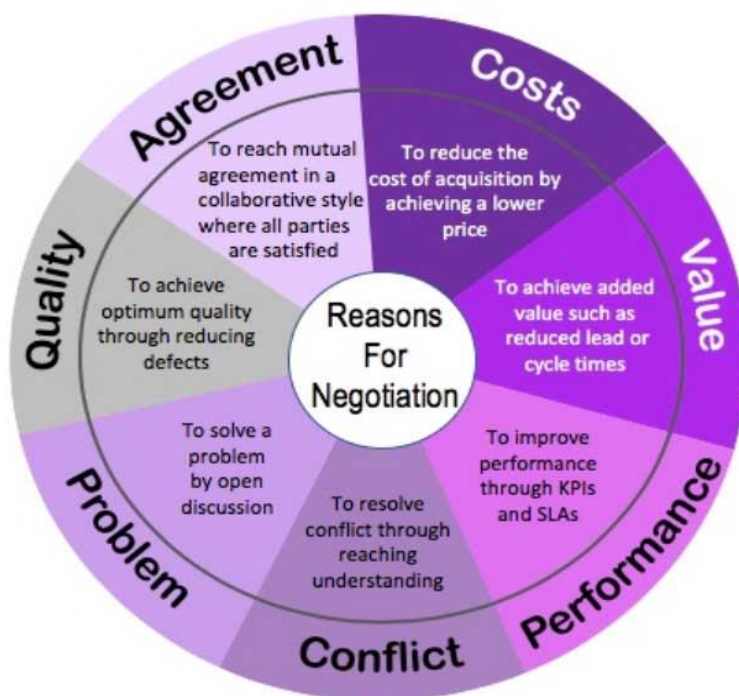 Reasons
For
Negotiation
Costs
To reduce the
cost of acquisition by
achieving a lower
price
Value
To achieve added
value such as
reduced lead or
cycle times
Performance
To improve
performance
through KPIs
and SLAs
Conflict
To resolve
conflict through
reaching
understanding
Problem
To solve a
problem
by open
discussion
Quality
To achieve
optimum quality
through reducing
defects
Agreement
To reach mutual
agreement in a
collaborative style
where all parties
are satisfied